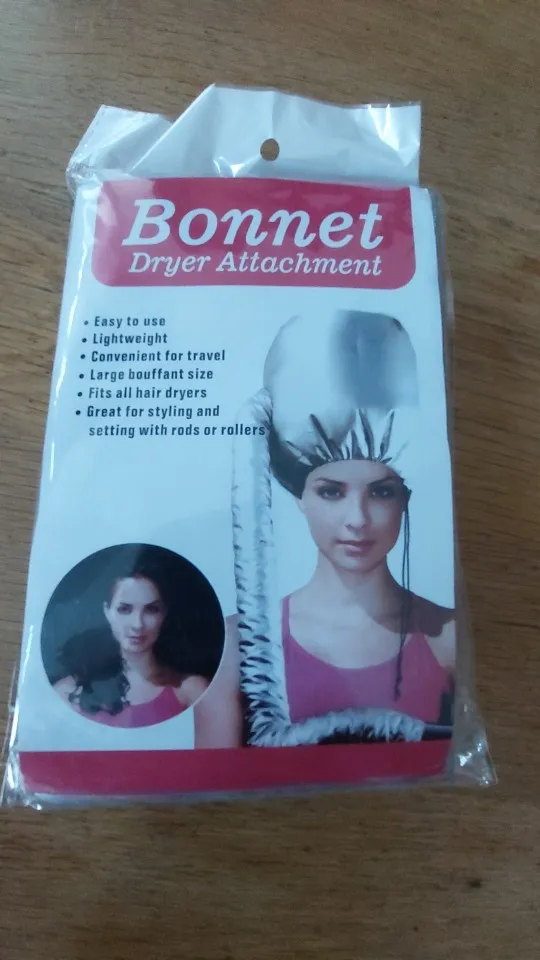 Bonnet
Dryer Attachment
• Easy to use
• Lightweight
• Convenient for travel
• Large bouffant size
• Fits all hair dryers
• Great for styling and
setting with rods or rollers